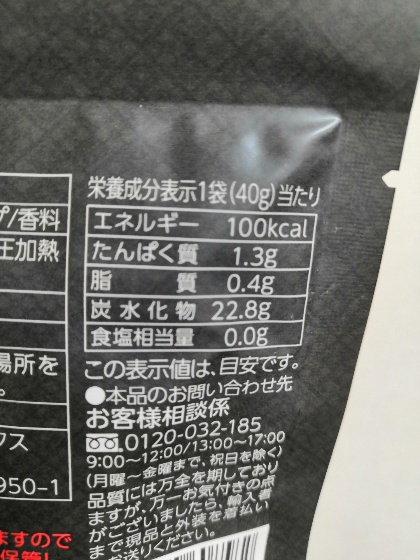 栄養成分表示1袋(40g)当たり
エネルギー 100kcal
たんぱく質 1.3g
脂質 0.4g
炭水化物 22.8g
食塩相当量 0.0g
この表示値は、目安です。
●本品のお問い合わせ先
お客様相談係
0120-032-185
9:00～12:00/13:00～17:00
(月曜～金曜まで、祝日を除く)
品質には万全を期しており
ますが、万一お気付きの点
がございましたら、輸入者
まで現品と外装を着払い
お送りください。
/香料
圧加熱
場所を
。
クス
950-1
ますので